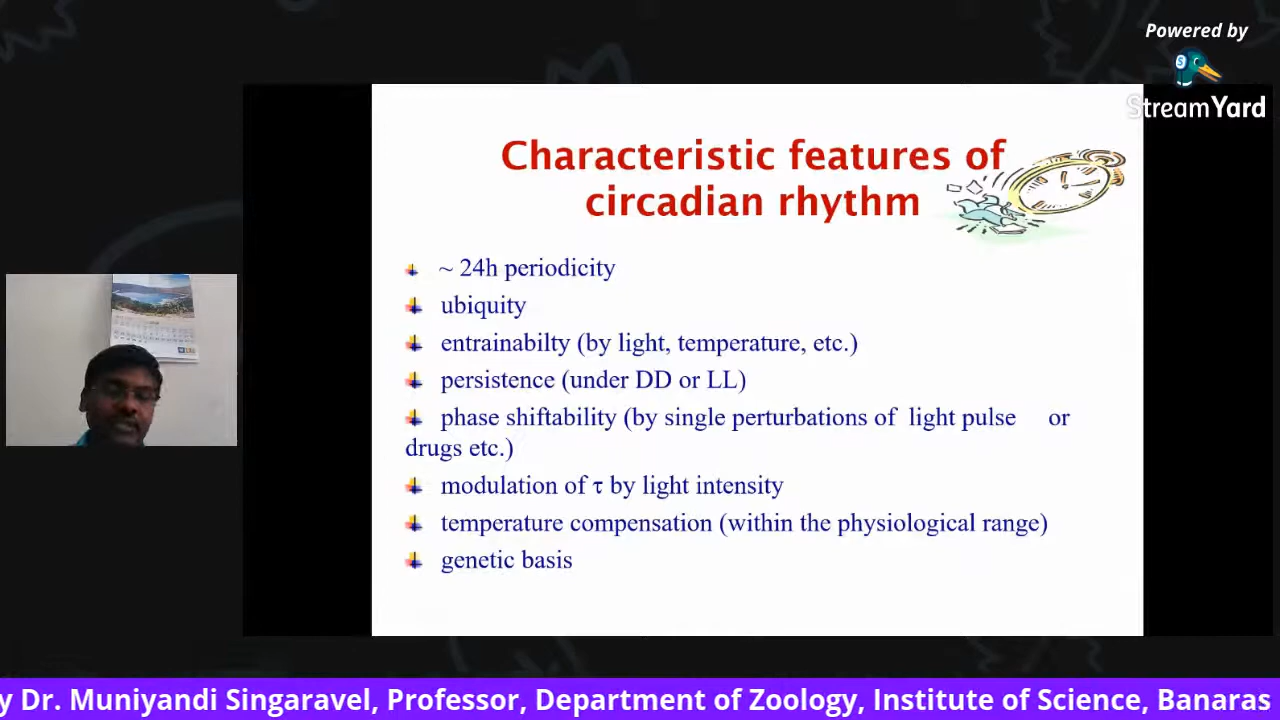 Powered by
StreamYard
Characteristic features of
circadian rhythm
~ 24h periodicity
ubiquity
entrainabilty (by light, temperature, etc.)
persistence (under DD or LL)
phase shiftability (by single perturbations of light pulse or
drugs etc.)
modulation of τ by light intensity
temperature compensation (within the physiological range)
genetic basis
y Dr. Muniyandi Singaravel, Professor, Department of Zoology, Institute of Science, Banaras